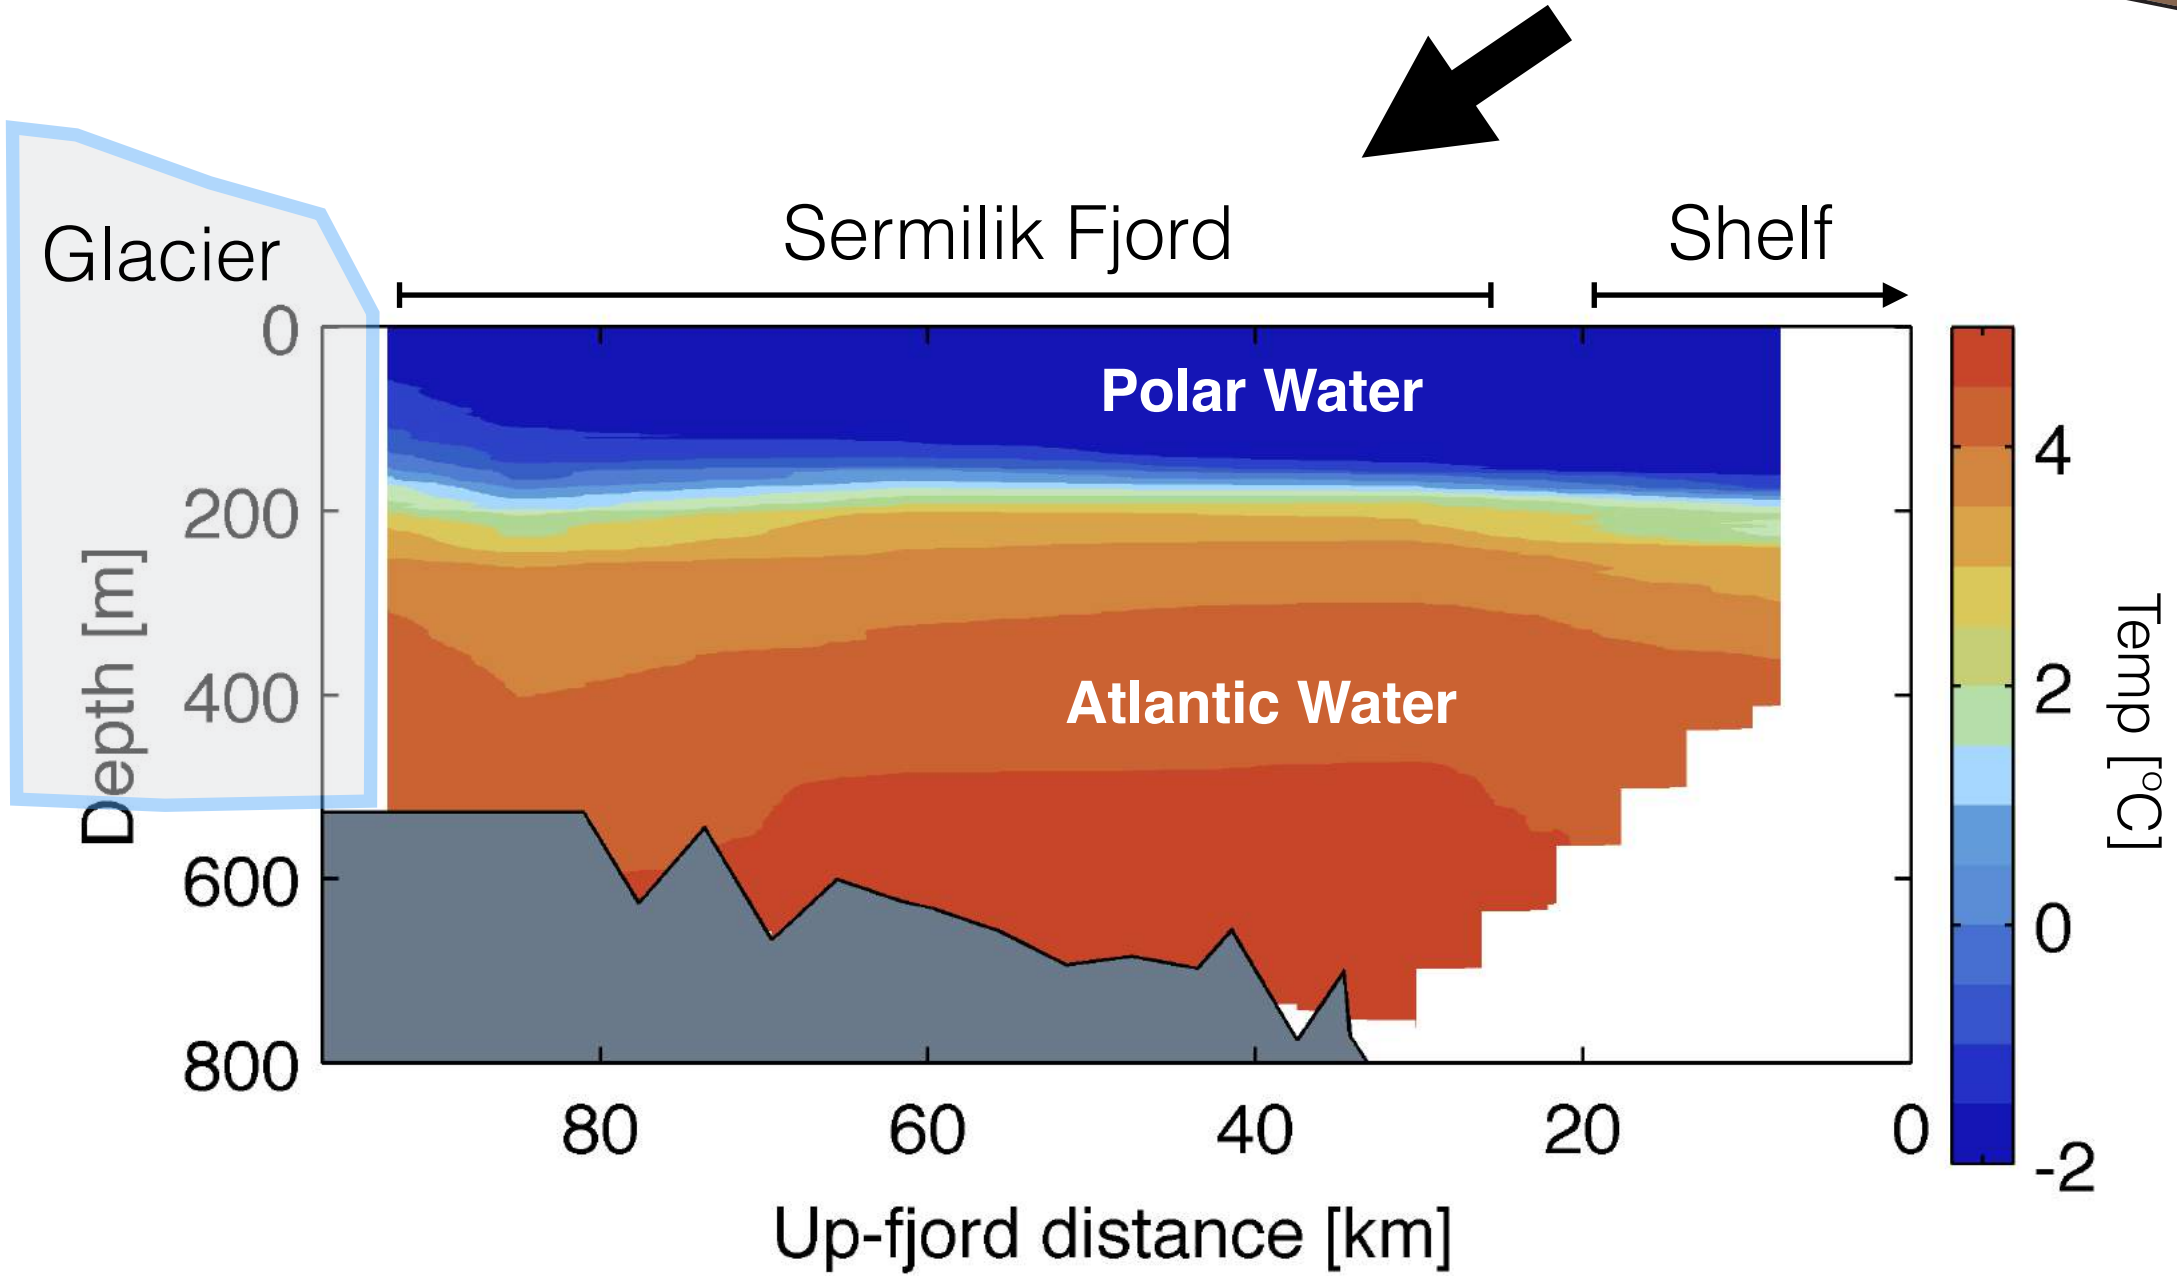 Glacier
Sermilik Fjord
Shelf
0
200
400
600
800
Depth [m]
Polar Water
Atlantic Water
80
60
40
20
0
Up-fjord distance [km]
4
2
0
-2
Temp [°C]